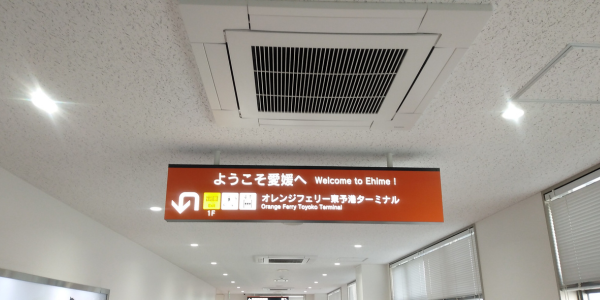 ようこそ愛媛へ Welcome to Ehime !
オレンジフェリー東予港ターミナル
Orange Ferry Toyoko Terminal
1F